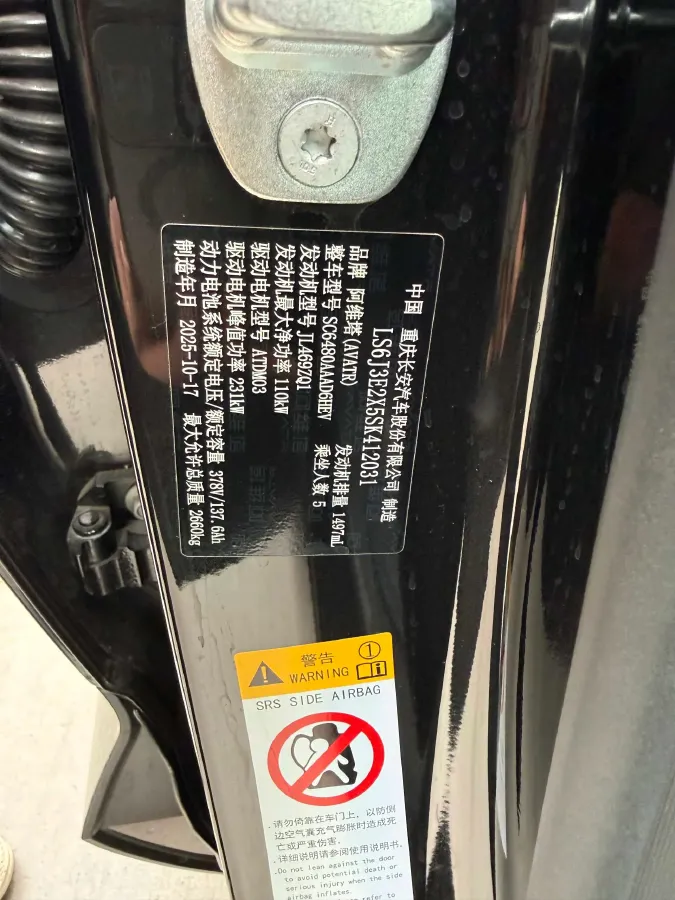 中国 重庆长安汽车股份有限公司 制造
LS6J3E2X5SK412031
品牌 阿维塔(AVATR)
整车型号 SC6480AAAD6HEV 乘坐人数 5
发动机型号 JL469ZQ1 发动机排量 1497mL
发动机最大净功率 110kW
驱动电机型号 ATDM03
驱动电机峰值功率 231kW
动力电池系统额定电压/额定容量 378V/137.6Ah
制造年月 2025-10-17 最大允许总质量 2660kg
警告 1
WARNING
SRS SIDE AIRBAG
.请勿倚靠在车门上，以防侧
边空气囊充气膨胀时造成死
亡或严重伤害.
.详细说明请参阅使用说明书.
.Do not lean against the door
to avoid potential death or
serious injury when the side
airbag inflates.
refer to